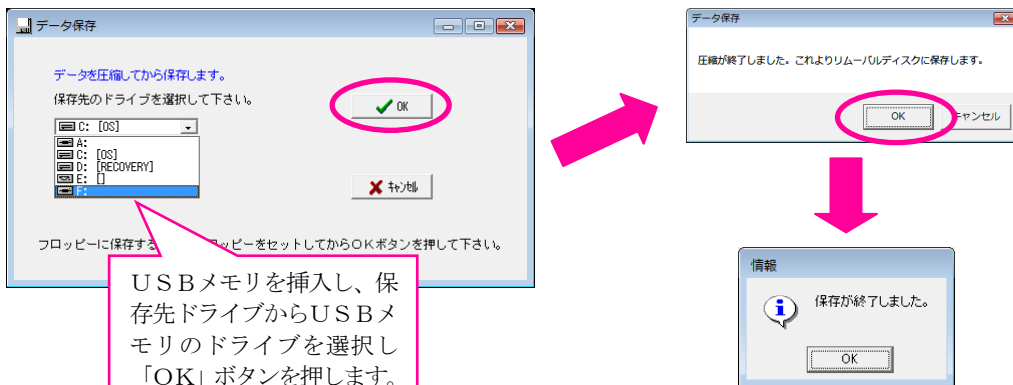 データ保存
データを圧縮してから保存します。
保存先のドライブを選択して下さい。
C: [OS]
A:
C: [OS]
D: [RECOVERY]
E: []
F:
OK
キャンセル
フロッピーに保存する
ロッピーをセットしてからOKボタンを押して下さい。
USBメモリを挿入し、保
存先ドライブからUSBメ
モリのドライブを選択し
「OK」ボタンを押します。
データ保存
圧縮が終了しました。これよりリムーバルディスクに保存します。
OK
キャンセル
情報
保存が終了しました。
OK